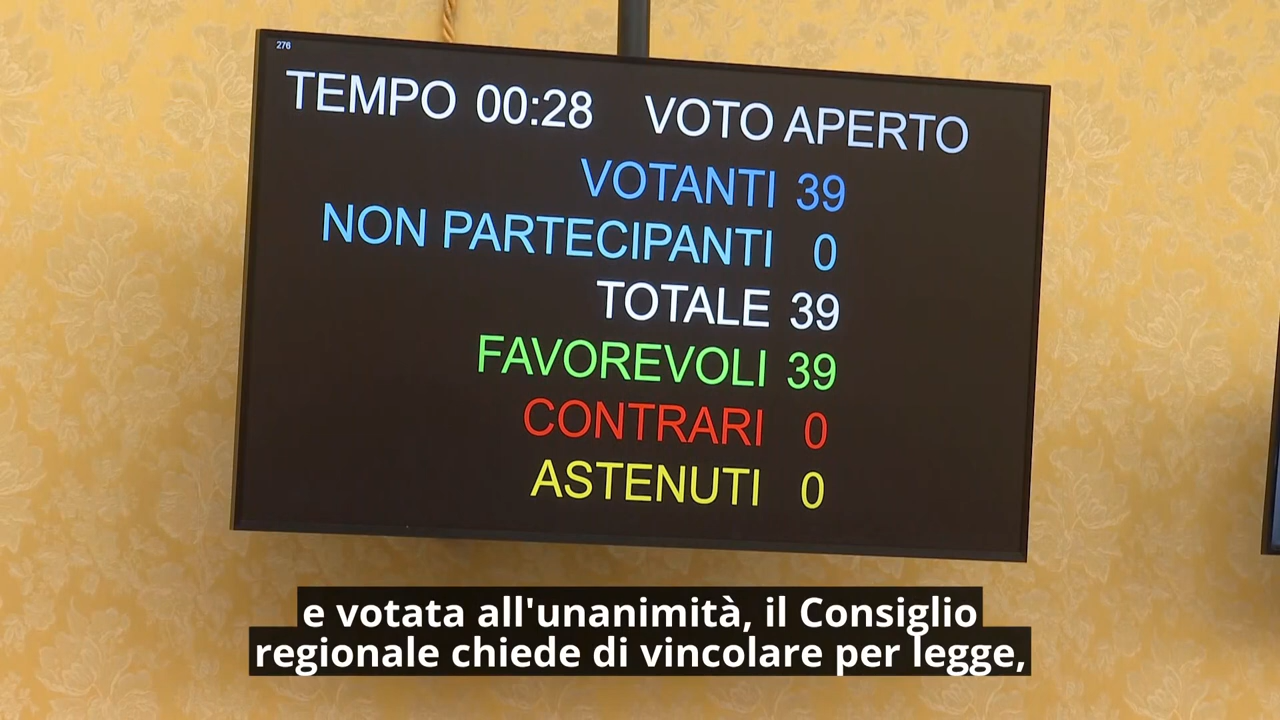 276
TEMPO 00:28 VOTO APERTO
VOTANTI 39
NON PARTECIPANTI 0
TOTALE 39
FAVOREVOLI 39
CONTRARI 0
ASTENUTI 0
e votata all'unanimità, il Consiglio
regionale chiede di vincolare per legge,